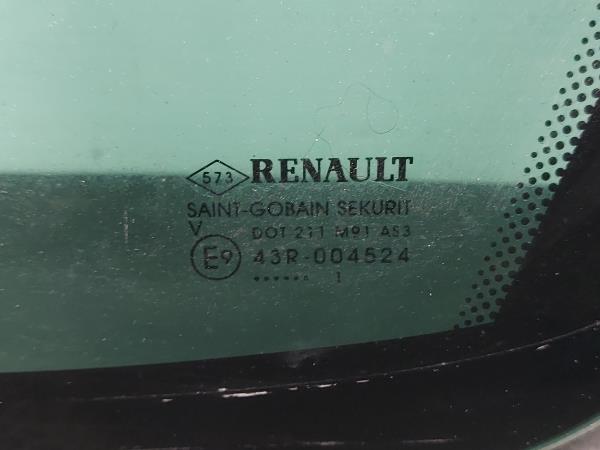 573 RENAULT
SAINT-GOBAIN SEKURIT
V DOT 211 M91 AS3
E9 43R-004524
...... 1